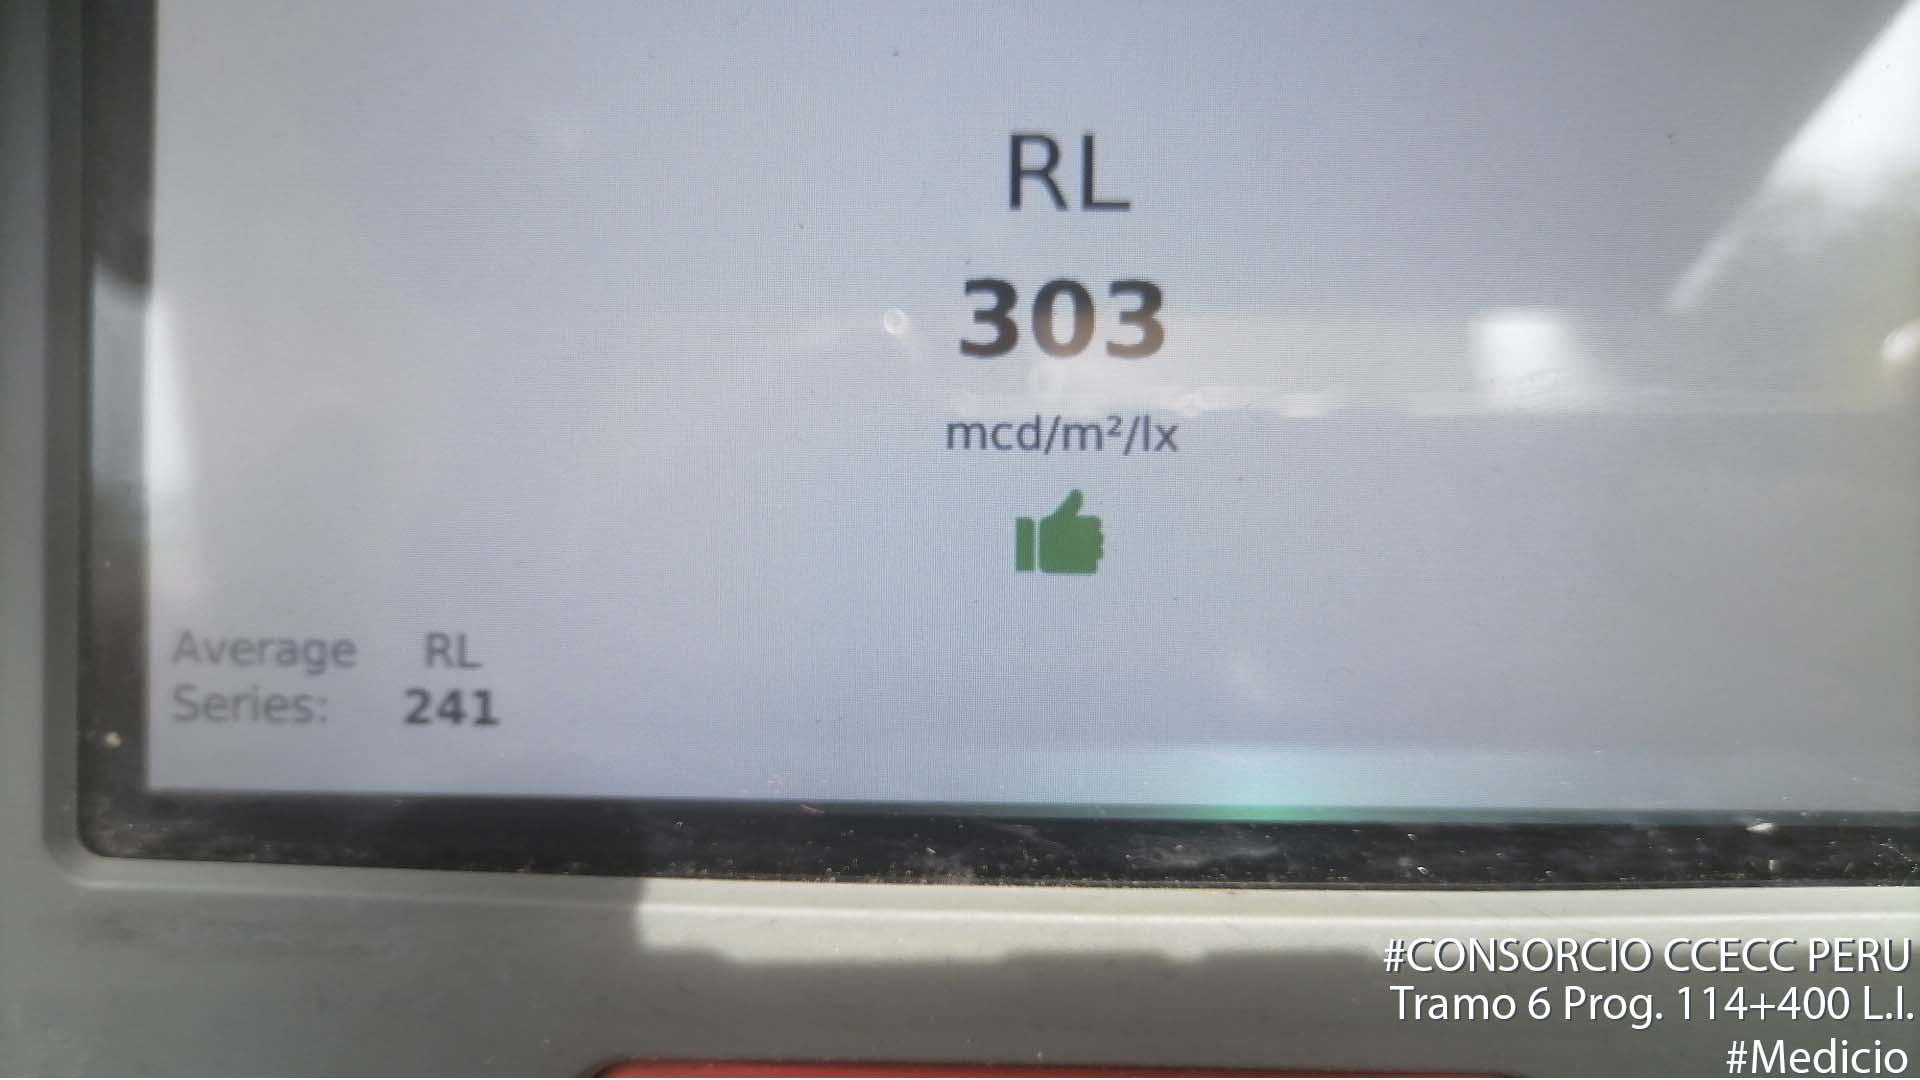 RL
303
mcd/m²/lx
Average RL
Series: 241
#CONSORCIO CCECC PERU
Tramo 6 Prog. 114+400 L.I.
#Medicio